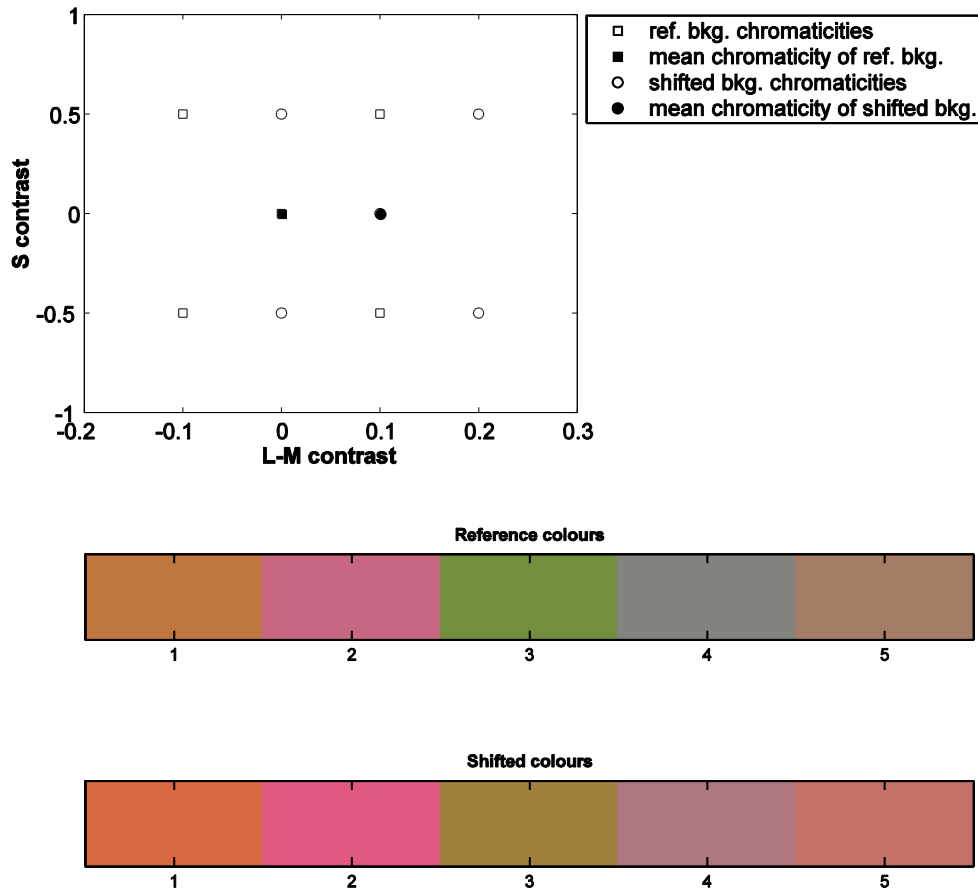 1
0.5
0
-0.5
-1
S contrast
-0.2 -0.1 0 0.1 0.2 0.3
L-M contrast
ref. bkg. chromaticities
mean chromaticity of ref. bkg.
shifted bkg. chromaticities
mean chromaticity of shifted bkg.
Reference colours
1 2 3 4 5
Shifted colours
1 2 3 4 5